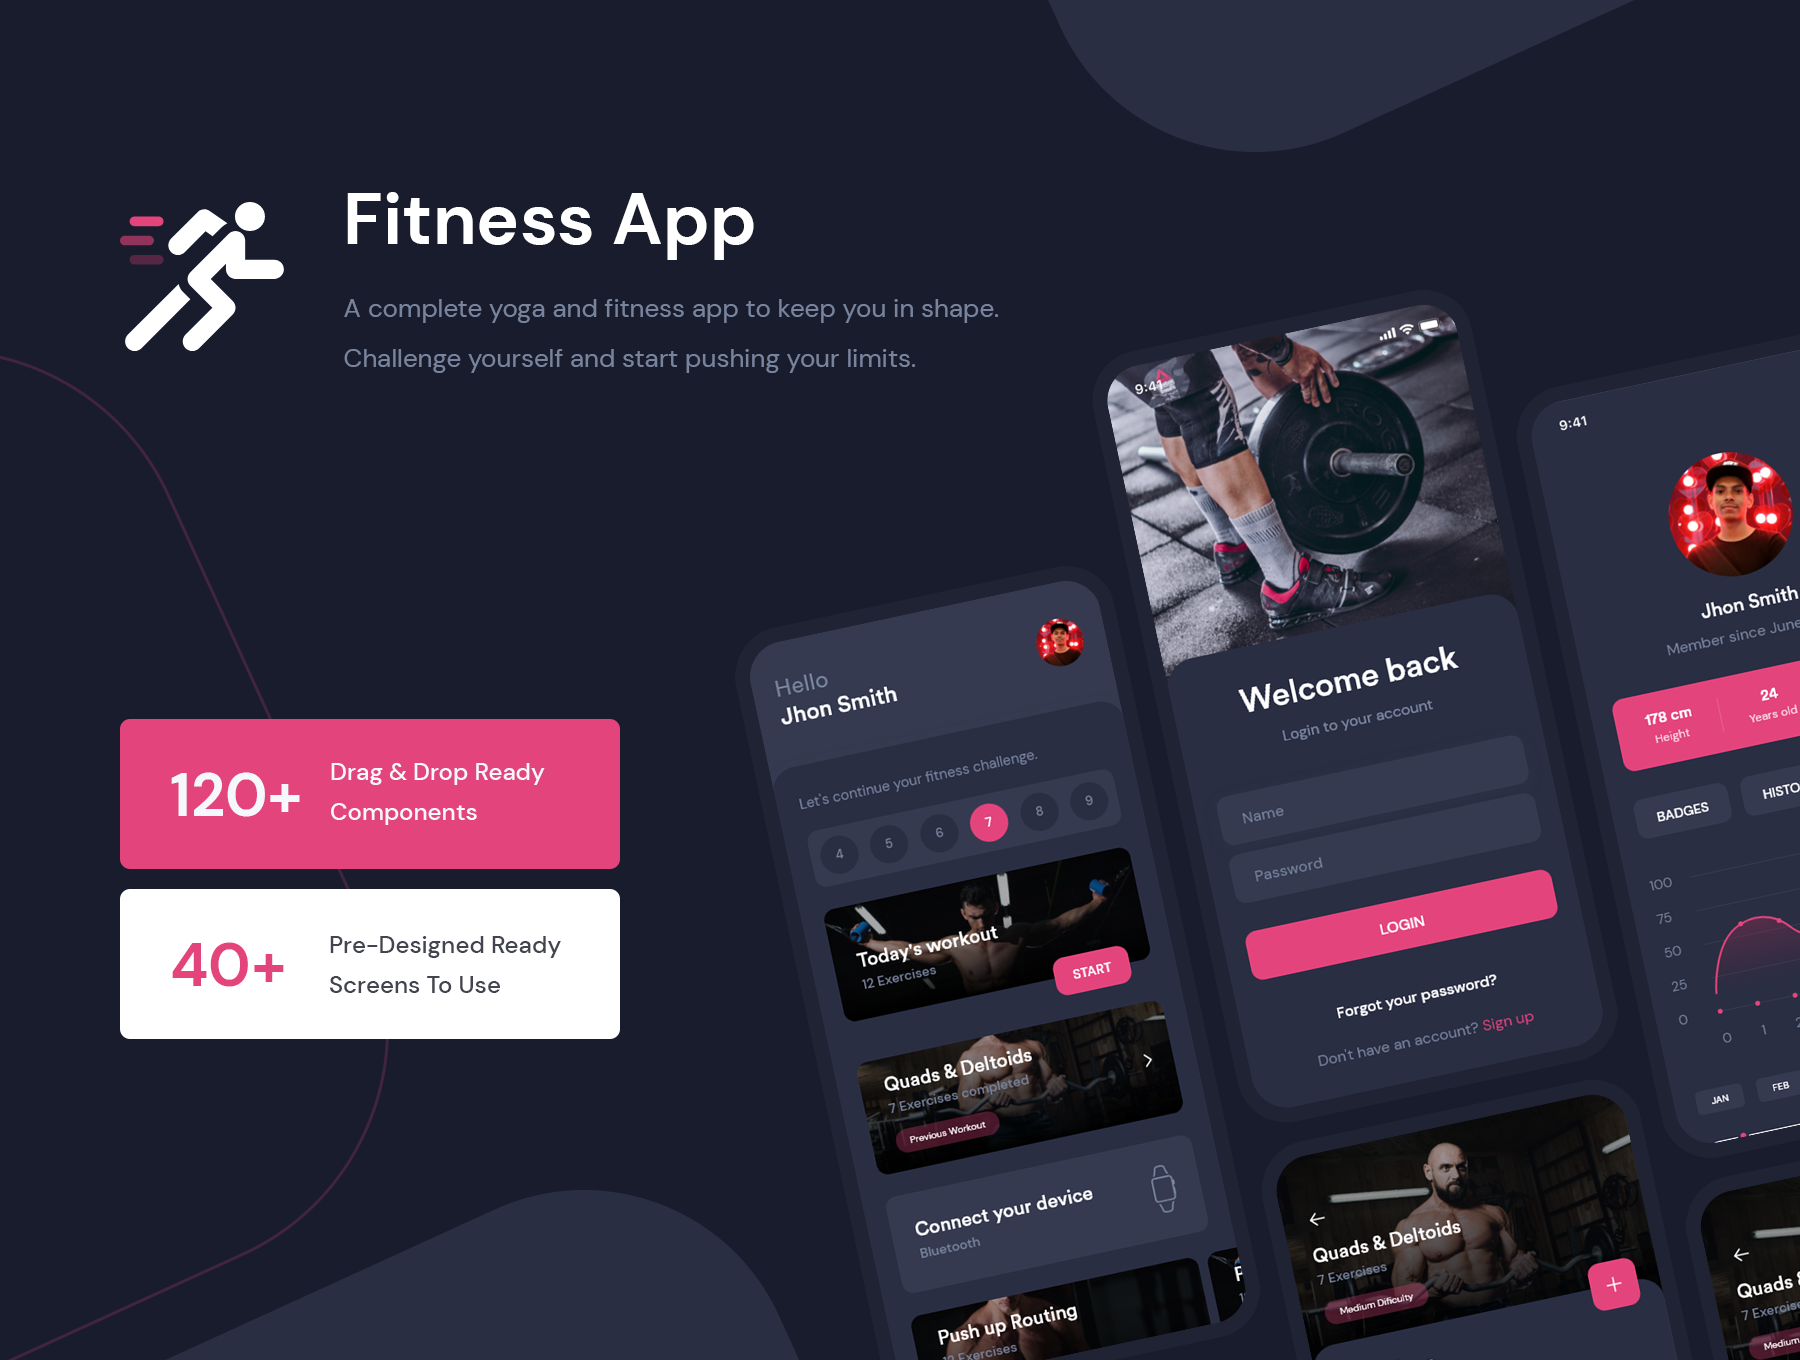 Fitness App
A complete yoga and fitness app to keep you in shape.
Challenge yourself and start pushing your limits.
120+
Drag & Drop Ready
Components
40+
Pre-Designed Ready
Screens To Use
Hello
Jhon Smith
Let's continue your fitness challenge.
4 5 6 7 8 9
Today's workout
12 Exercises
START
Quads & Deltoids
7 Exercises completed
Previous Workout
Connect your device
Bluetooth
Push up Routing
12 Exercises
9:41
Welcome back
Login to your account
Name
Password
LOGIN
Forgot your password?
Don't have an account? Sign up
Quads & Deltoids
7 Exercises
Medium Dificulty
9:41
Jhon Smith
Member since June
178 cm
Height
24
Years old
BADGES
HISTO
100
75
50
25
0
0 1 2
JAN FEB
Quads &
7 Exercise
Medium